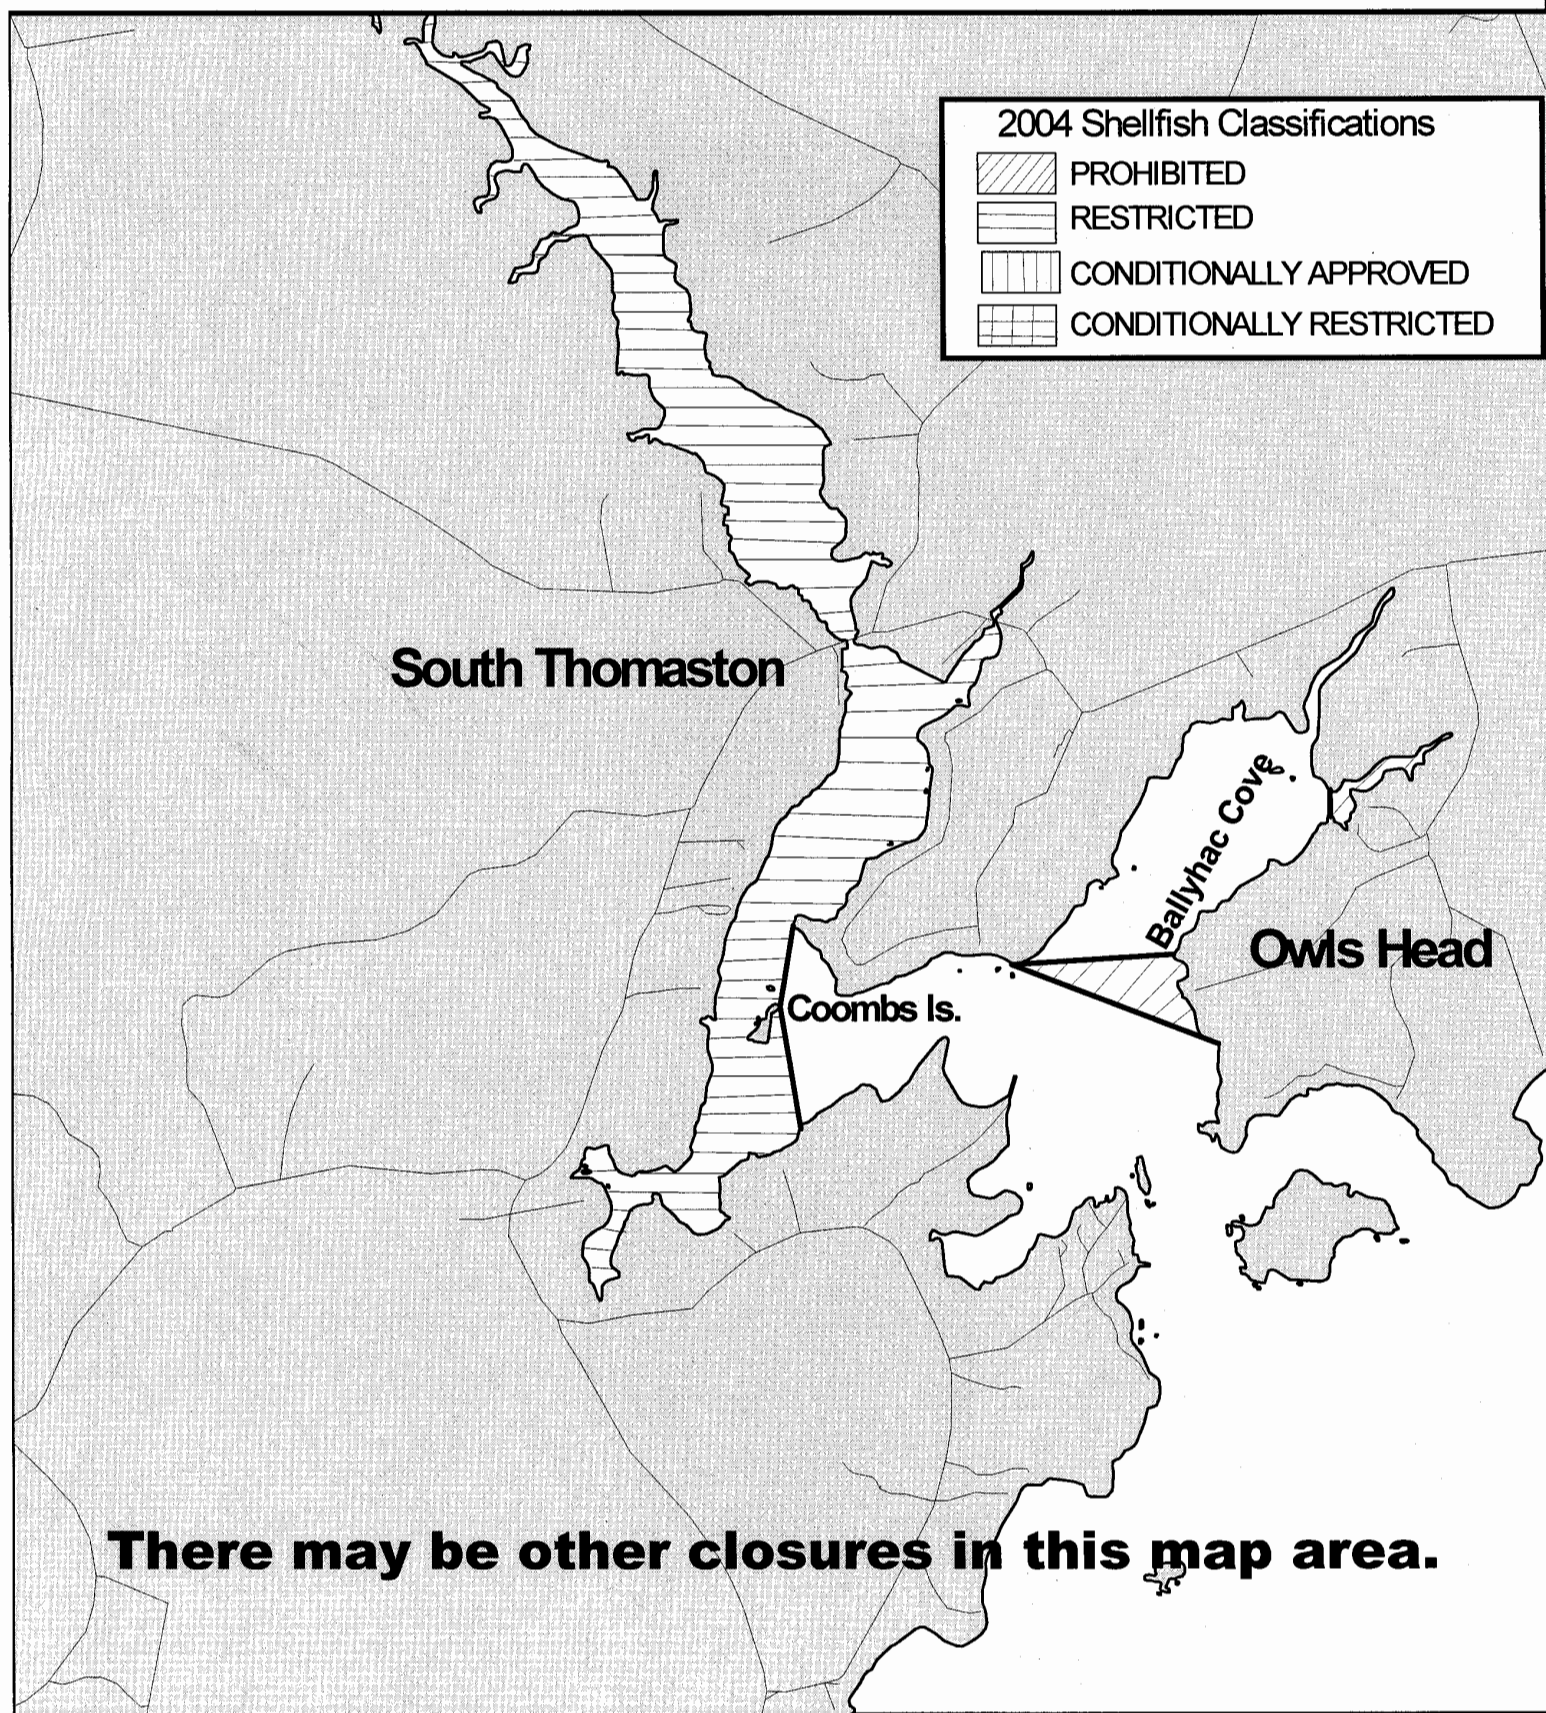 2004 Shellfish Classifications
PROHIBITED
RESTRICTED
CONDITIONALLY APPROVED
CONDITIONALLY RESTRICTED
South Thomaston
Ballyhac Cove
Owls Head
Coombs Is.
There may be other closures in this map area.